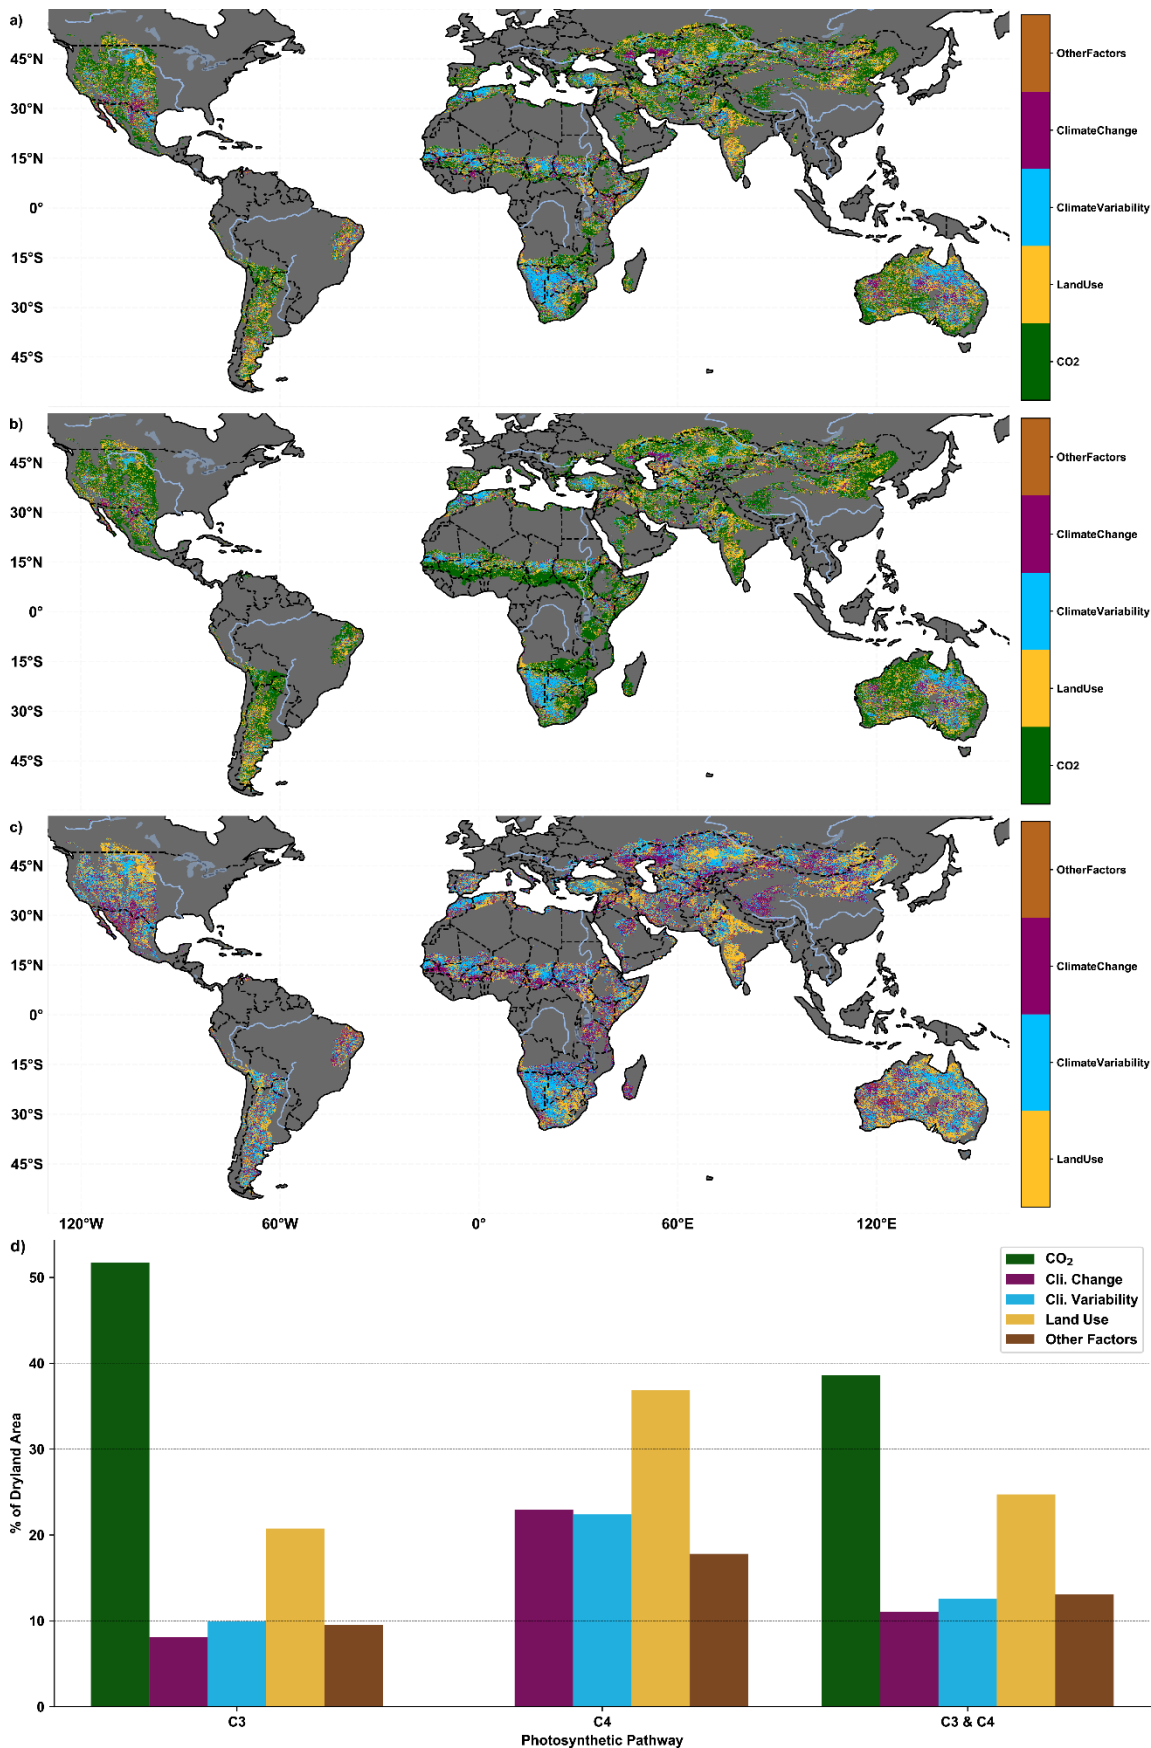 a)
45°N
30°N
15°N
0°
15°S
30°S
45°S
OtherFactors
ClimateChange
ClimateVariability
LandUse
CO2
b)
45°N
30°N
15°N
0°
15°S
30°S
45°S
OtherFactors
ClimateChange
ClimateVariability
LandUse
CO2
c)
45°N
30°N
15°N
0°
15°S
30°S
45°S
120°W 60°W 0° 60°E 120°E
OtherFactors
ClimateChange
ClimateVariability
LandUse
d)
% of Dryland Area
50
40
30
20
10
0
CO₂
Cli. Change
Cli. Variability
Land Use
Other Factors
C3 C4 C3 & C4
Photosynthetic Pathway